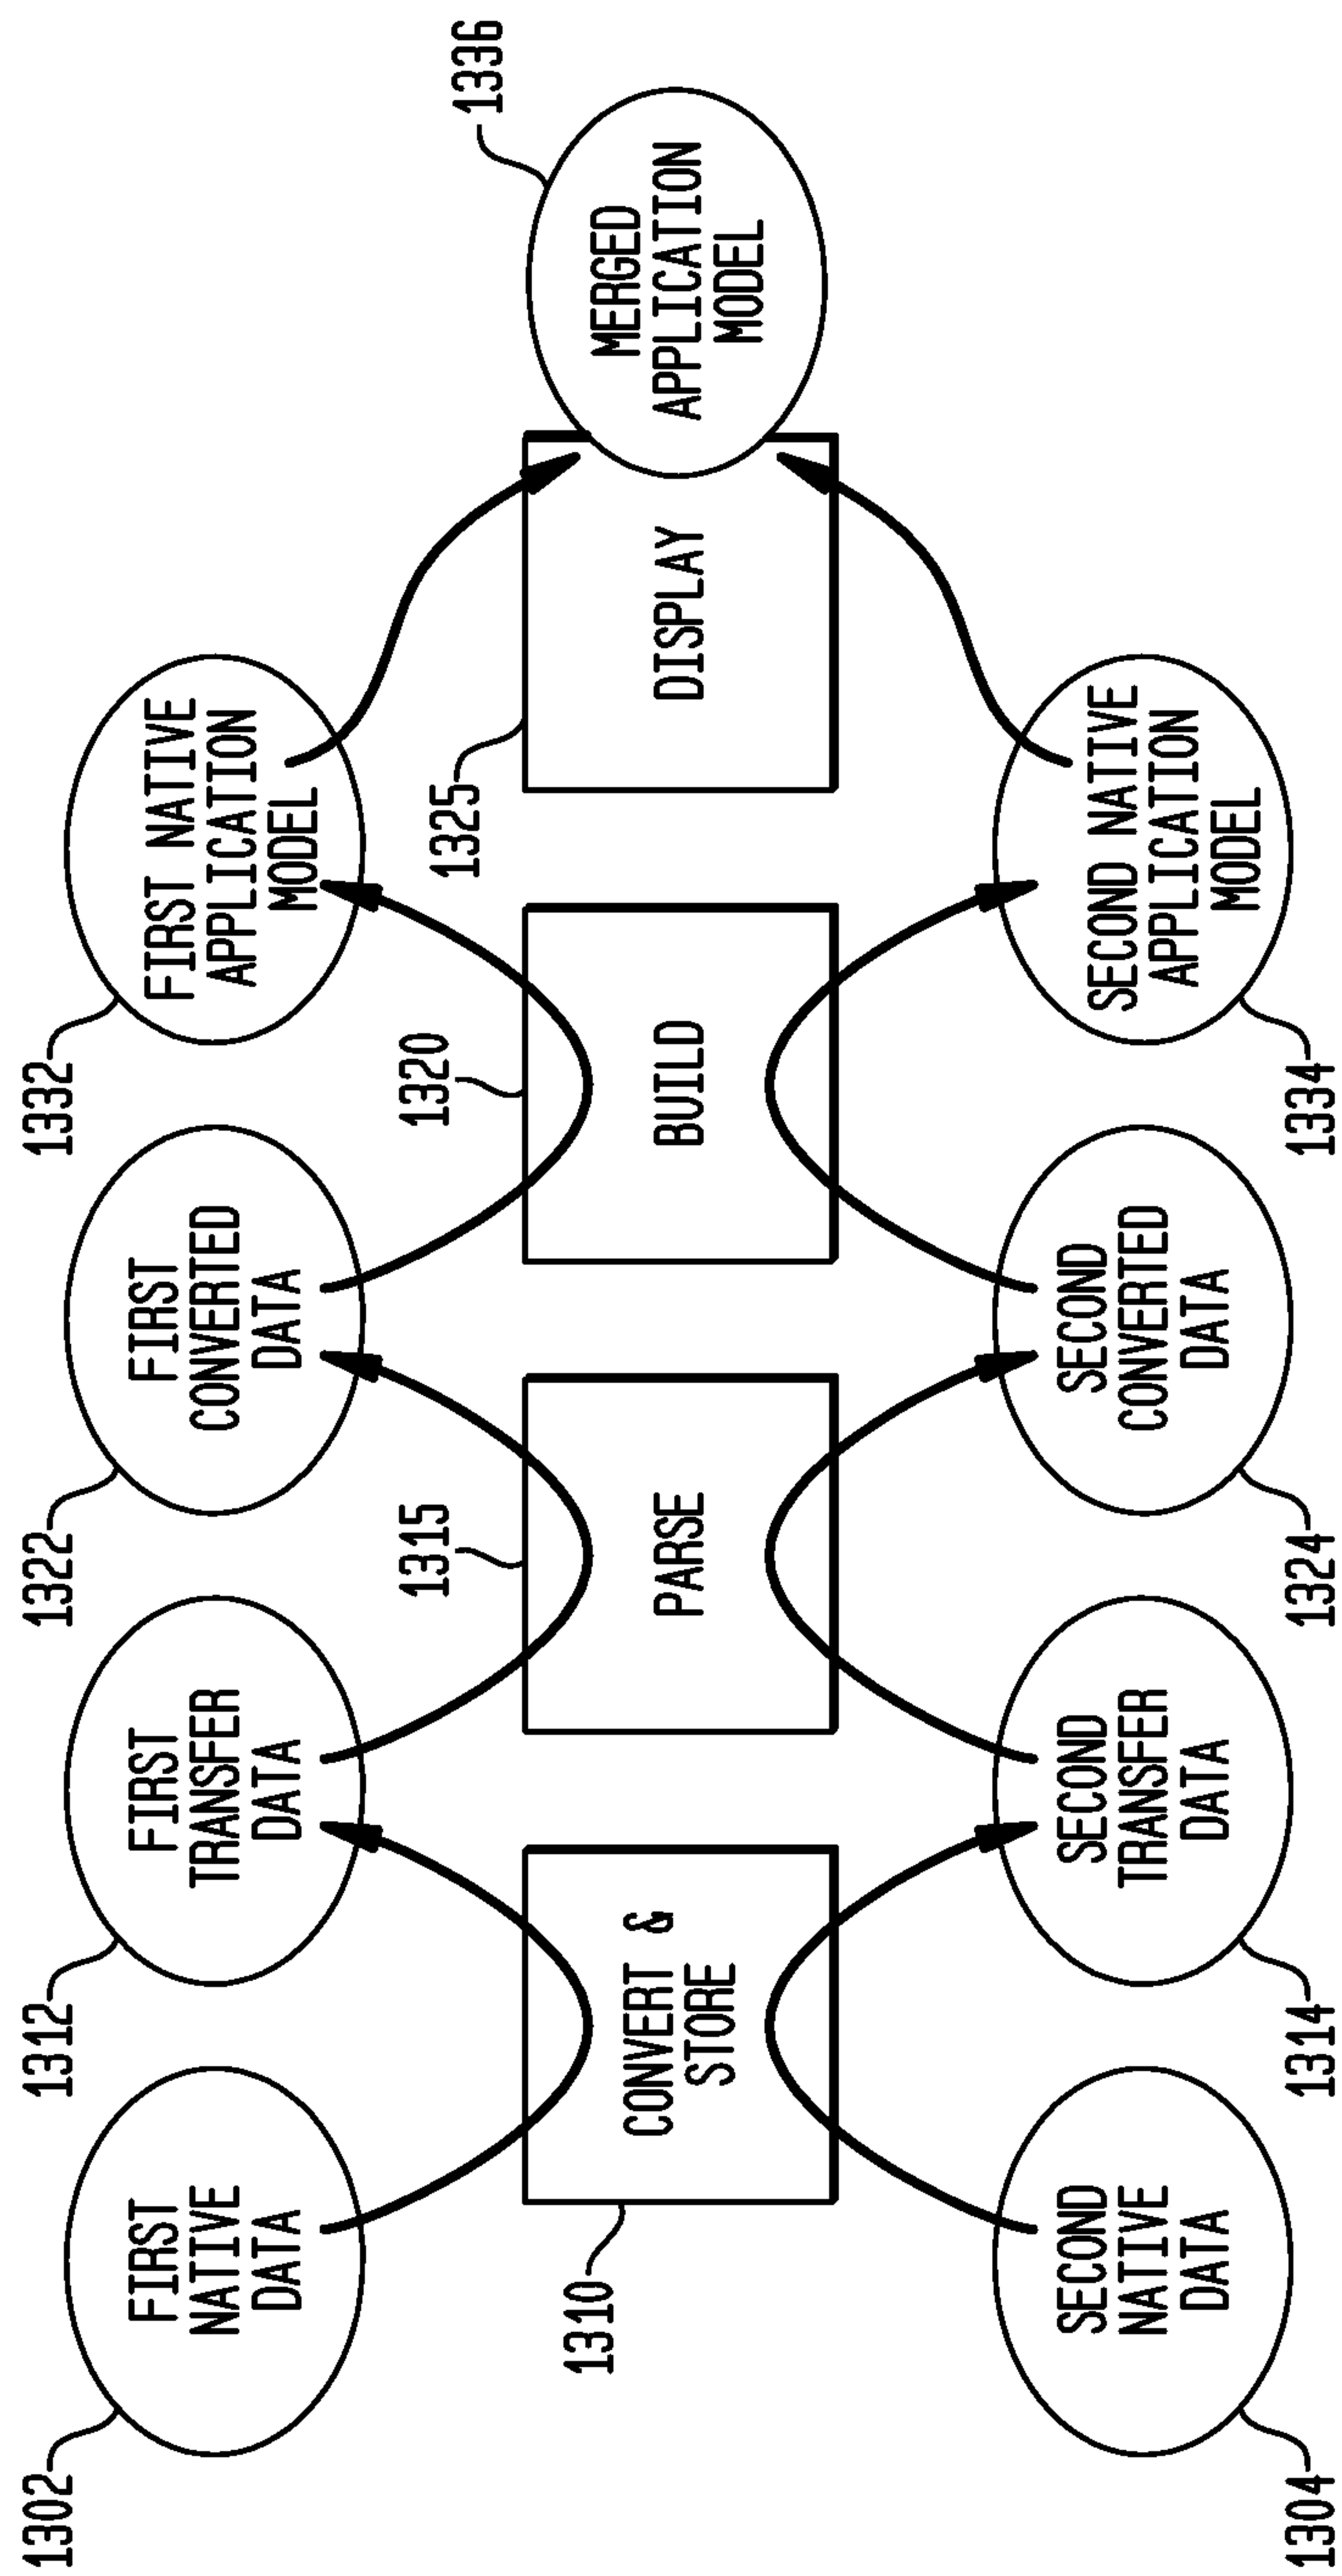 1302
FIRST
NATIVE
DATA
1312
FIRST
TRANSFER
DATA
1322
FIRST
CONVERTED
DATA
1332
FIRST NATIVE
APPLICATION
MODEL
1310
CONVERT &
STORE
1315
PARSE
1320
BUILD
1325
DISPLAY
1336
MERGED
APPLICATION
MODEL
SECOND
NATIVE
DATA
1304
SECOND
TRANSFER
DATA
1314
SECOND
CONVERTED
DATA
1324
SECOND NATIVE
APPLICATION
MODEL
1334